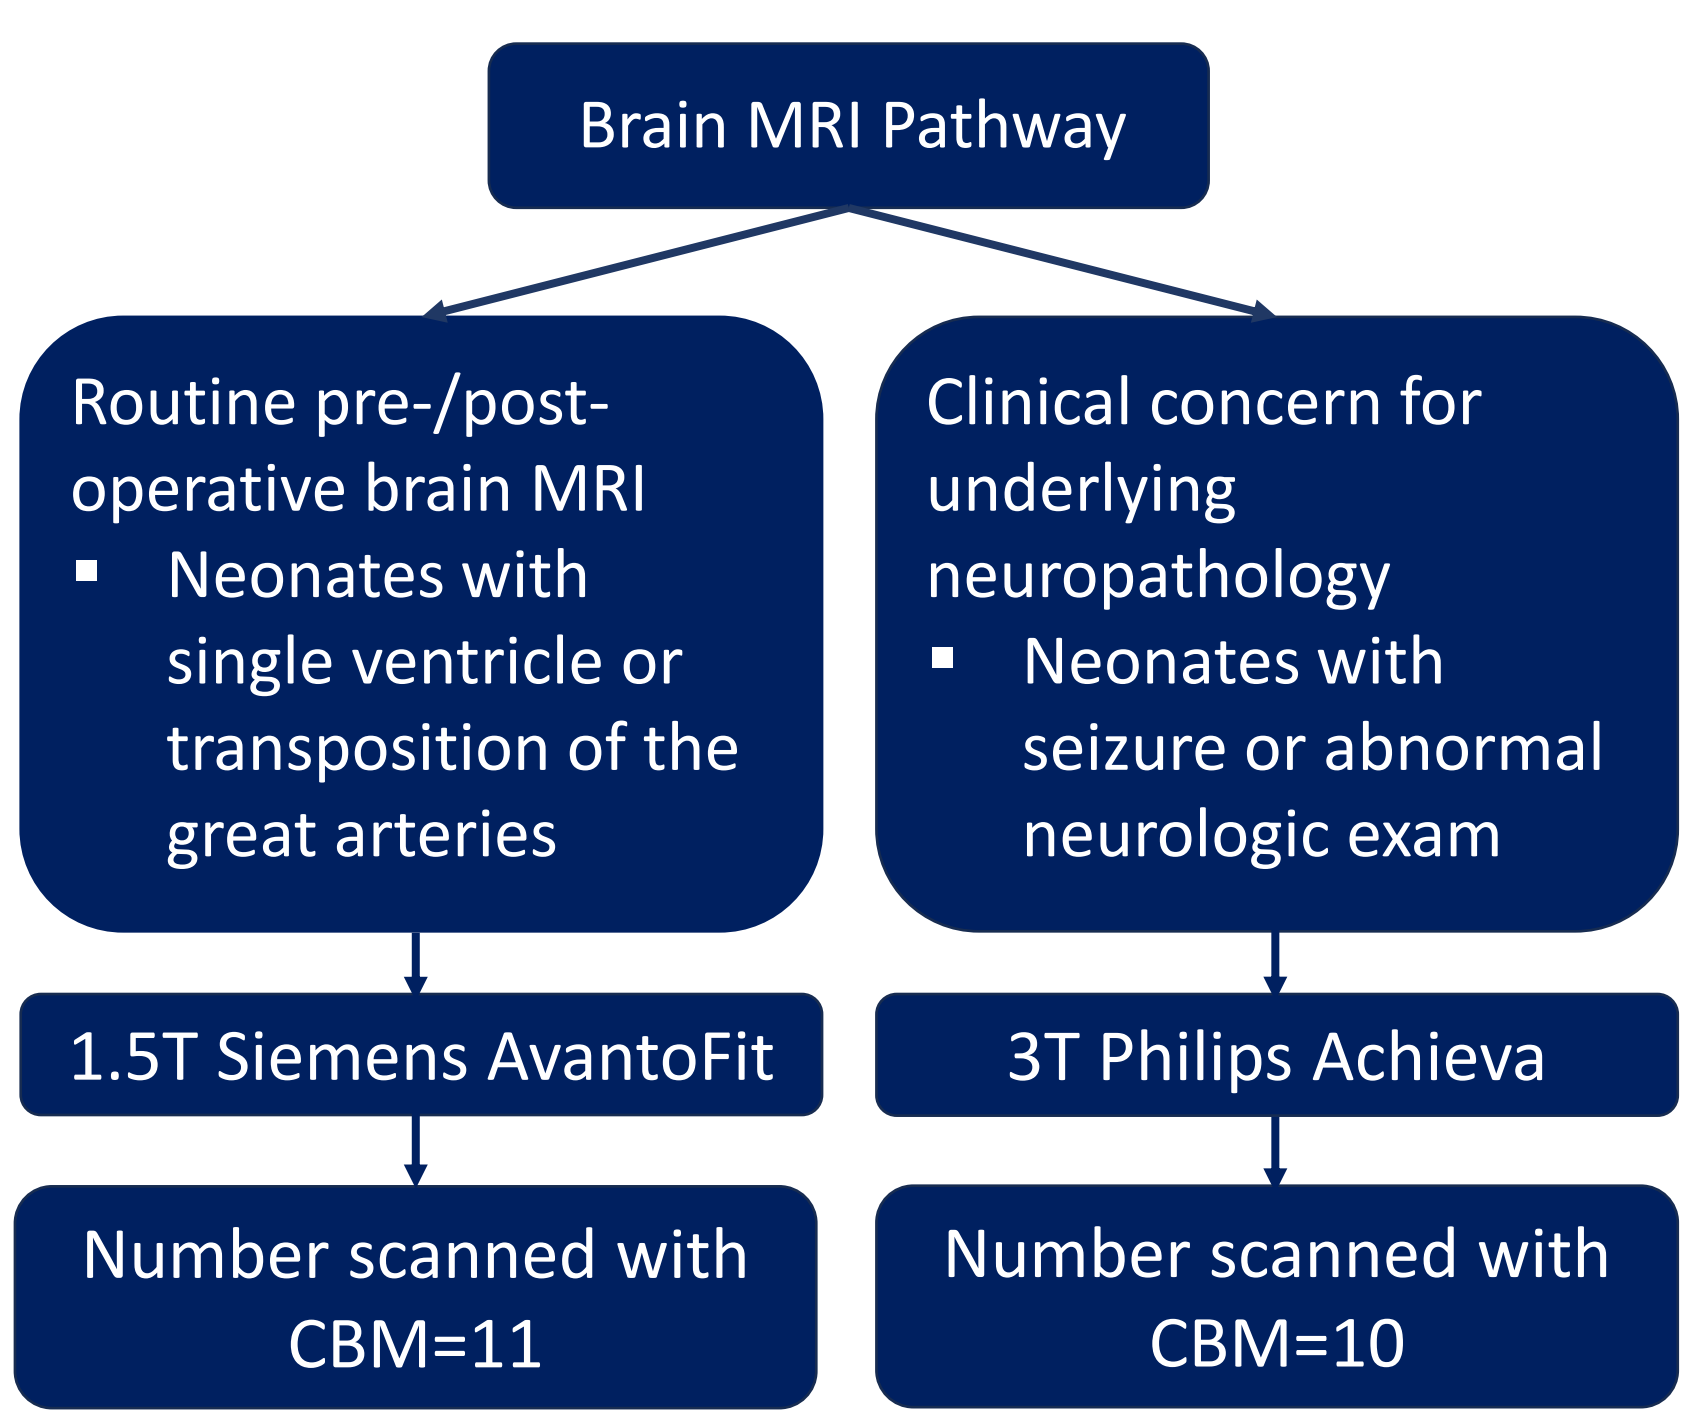 Brain MRI Pathway
Routine pre-/post-
operative brain MRI
▪ Neonates with
single ventricle or
transposition of the
great arteries
Clinical concern for
underlying
neuropathology
▪ Neonates with
seizure or abnormal
neurologic exam
1.5T Siemens AvantoFit
3T Philips Achieva
Number scanned with
CBM=11
Number scanned with
CBM=10